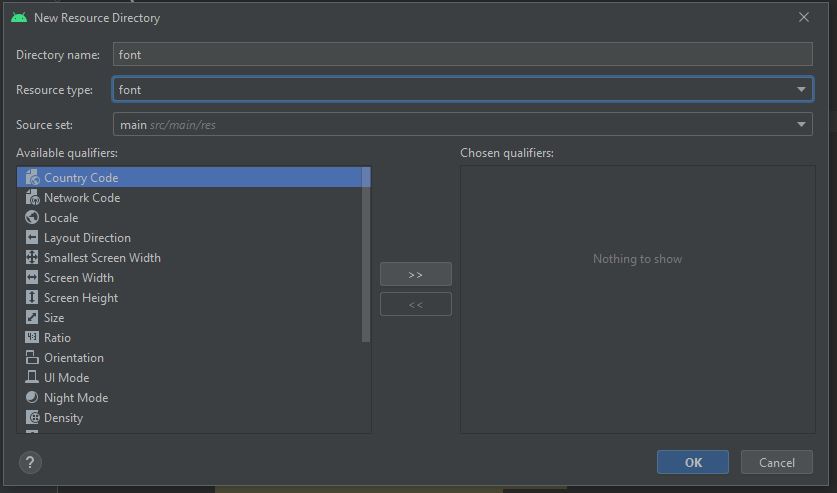 New Resource Directory
Directory name: font
Resource type: font
Source set: main src/main/res
Available qualifiers:
Country Code
Network Code
Locale
Layout Direction
Smallest Screen Width
Screen Width
Screen Height
Size
Ratio
Orientation
UI Mode
Night Mode
Density
>>
<<
Chosen qualifiers:
Nothing to show
?
OK Cancel